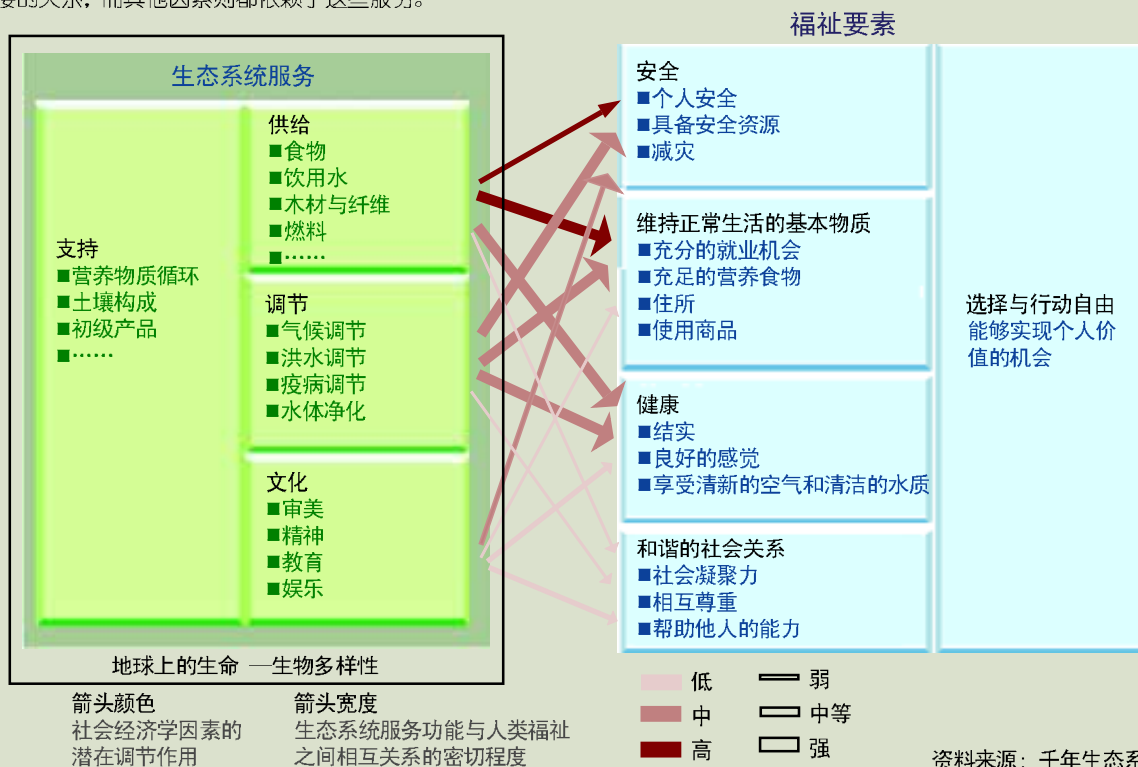 福祉要素
生态系统服务
支持
■营养物质循环
■土壤构成
■初级产品
■……
供给
■食物
■饮用水
■木材与纤维
■燃料
■……
调节
■气候调节
■洪水调节
■疫病调节
■水体净化
文化
■审美
■精神
■教育
■娱乐
地球上的生命 —生物多样性
安全
■个人安全
■具备安全资源
■减灾
维持正常生活的基本物质
■充分的就业机会
■充足的营养食物
■住所
■使用商品
健康
■结实
■良好的感觉
■享受清新的空气和清洁的水质
和谐的社会关系
■社会凝聚力
■相互尊重
■帮助他人的能力
选择与行动自由
能够实现个人价
值的机会
箭头颜色
社会经济学因素的
潜在调节作用
箭头宽度
生态系统服务功能与人类福祉
之间相互关系的密切程度
低
中
高
弱
中等
强
资料来源：千年生态系